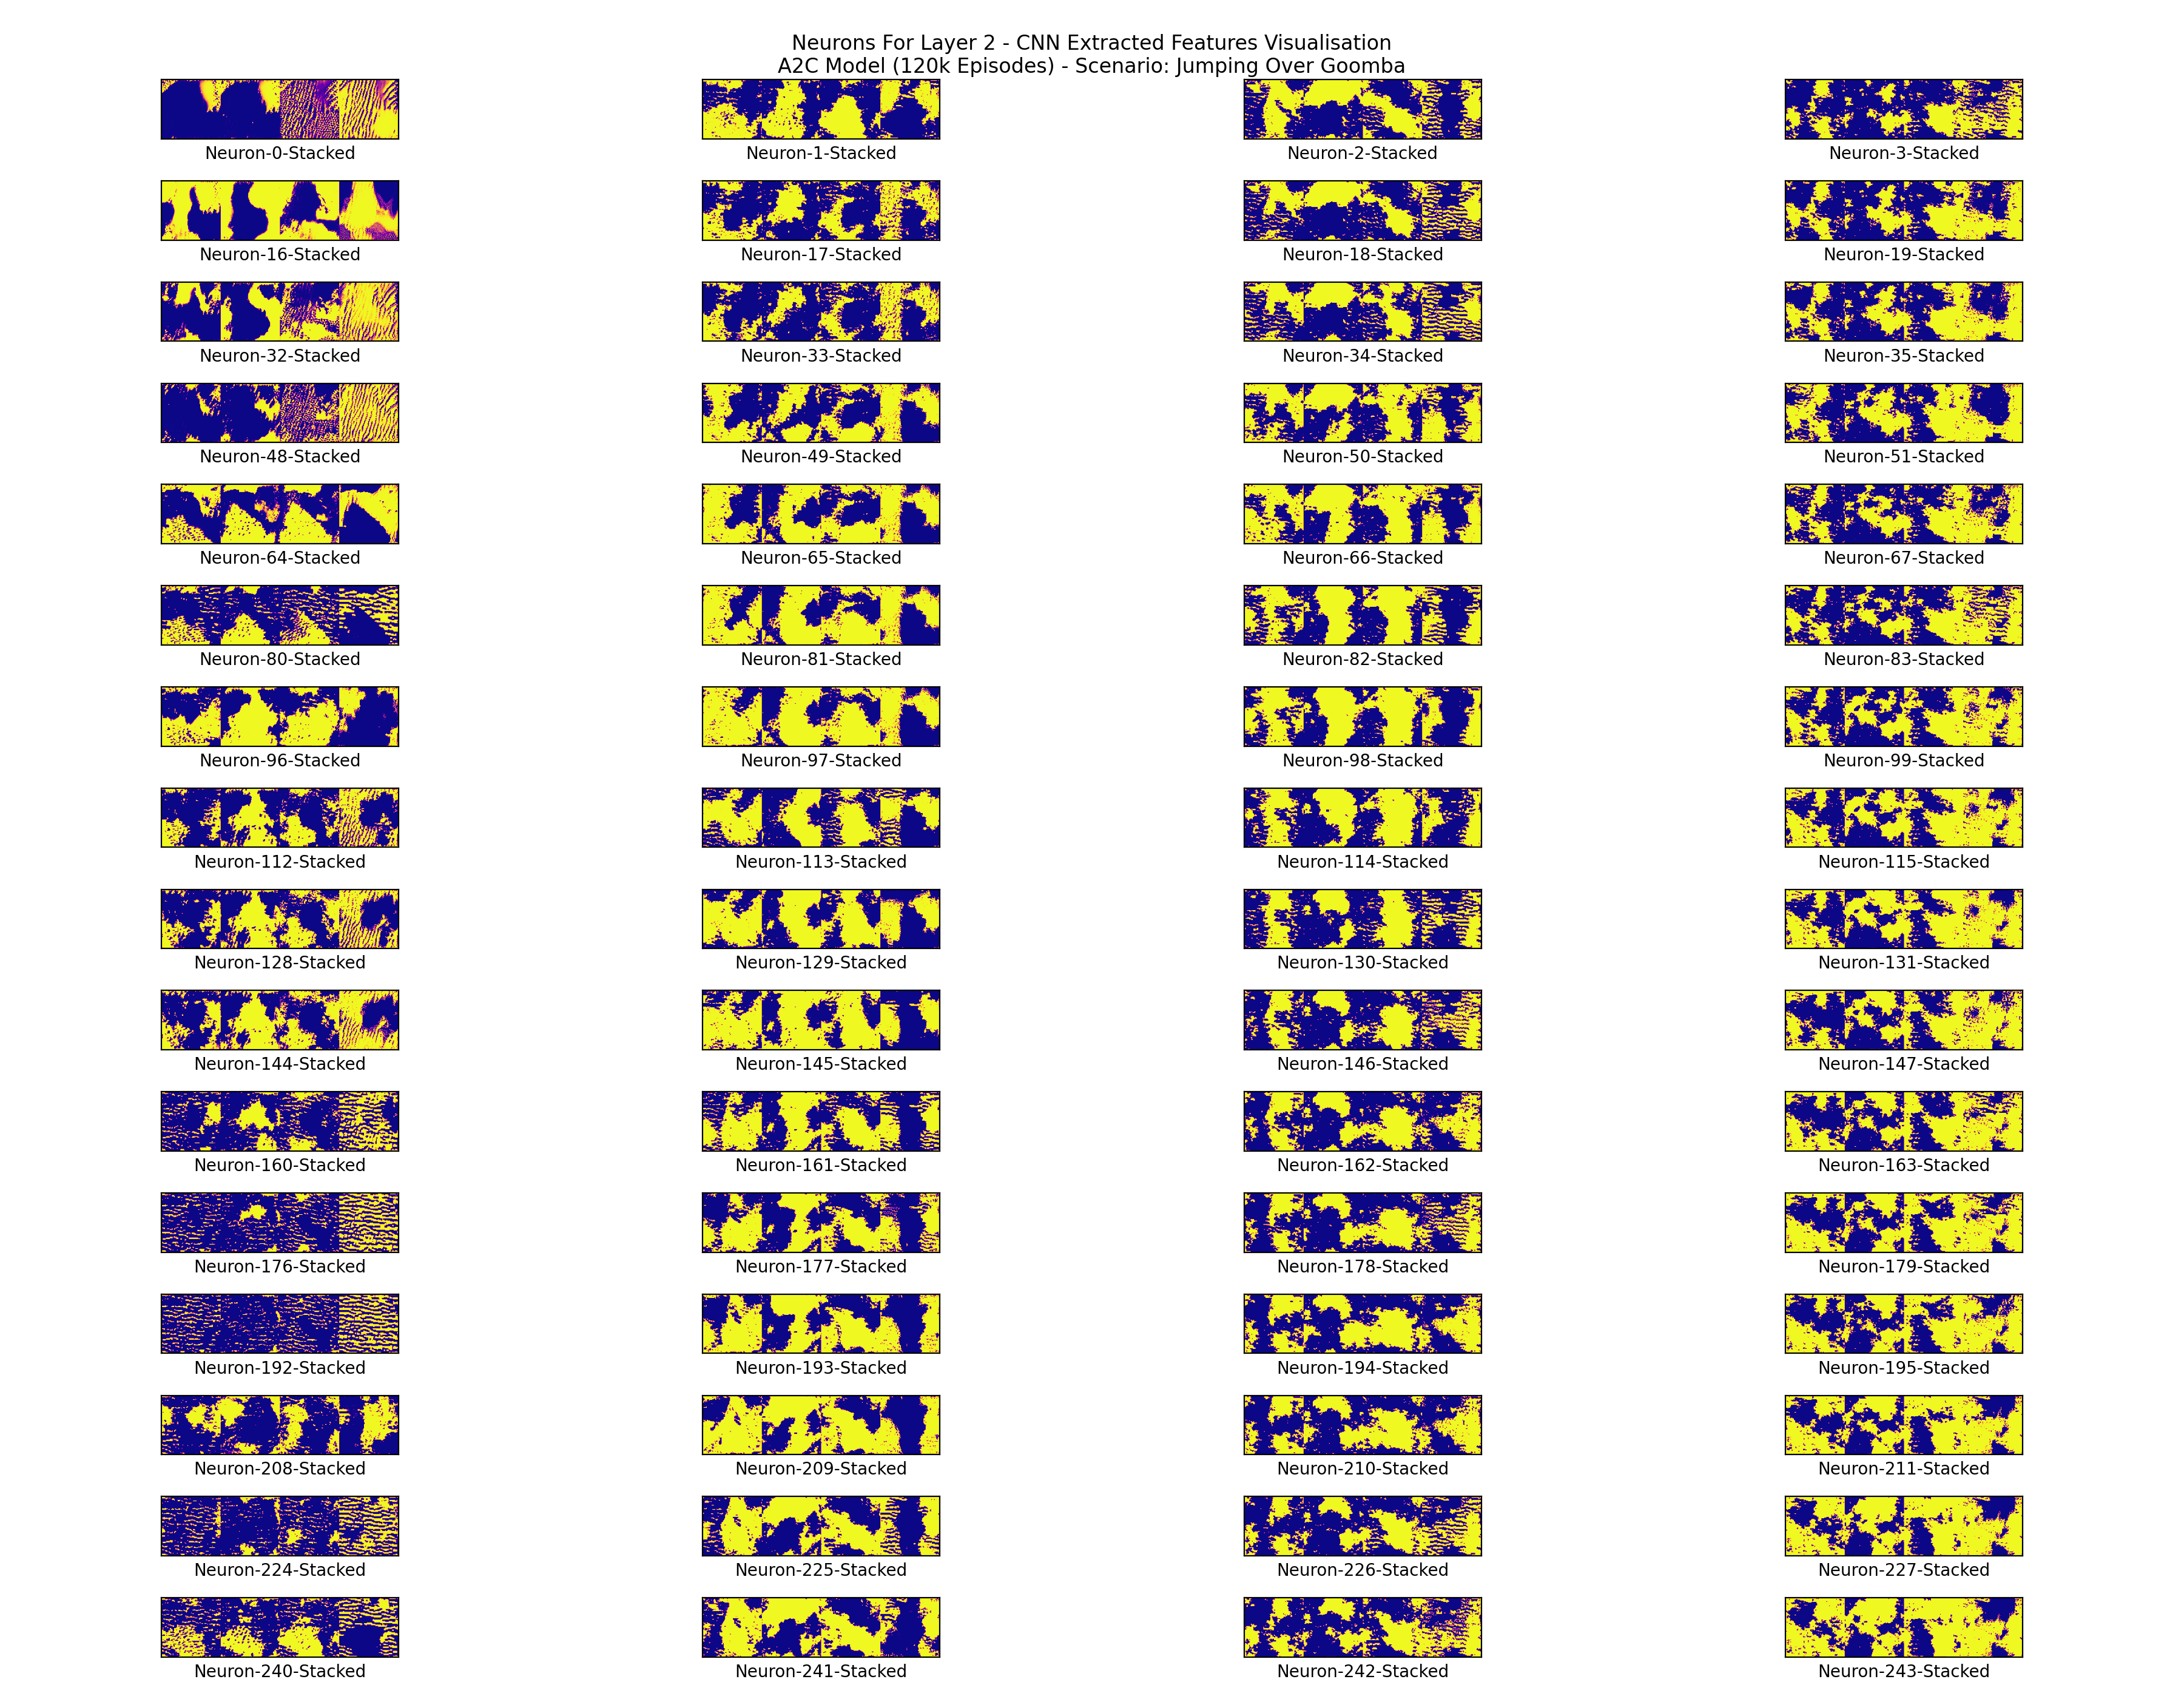 Neurons For Layer 2 - CNN Extracted Features Visualisation
A2C Model (120k Episodes) - Scenario: Jumping Over Goomba
Neuron-0-Stacked
Neuron-1-Stacked
Neuron-2-Stacked
Neuron-3-Stacked
Neuron-16-Stacked
Neuron-17-Stacked
Neuron-18-Stacked
Neuron-19-Stacked
Neuron-32-Stacked
Neuron-33-Stacked
Neuron-34-Stacked
Neuron-35-Stacked
Neuron-48-Stacked
Neuron-49-Stacked
Neuron-50-Stacked
Neuron-51-Stacked
Neuron-64-Stacked
Neuron-65-Stacked
Neuron-66-Stacked
Neuron-67-Stacked
Neuron-80-Stacked
Neuron-81-Stacked
Neuron-82-Stacked
Neuron-83-Stacked
Neuron-96-Stacked
Neuron-97-Stacked
Neuron-98-Stacked
Neuron-99-Stacked
Neuron-112-Stacked
Neuron-113-Stacked
Neuron-114-Stacked
Neuron-115-Stacked
Neuron-128-Stacked
Neuron-129-Stacked
Neuron-130-Stacked
Neuron-131-Stacked
Neuron-144-Stacked
Neuron-145-Stacked
Neuron-146-Stacked
Neuron-147-Stacked
Neuron-160-Stacked
Neuron-161-Stacked
Neuron-162-Stacked
Neuron-163-Stacked
Neuron-176-Stacked
Neuron-177-Stacked
Neuron-178-Stacked
Neuron-179-Stacked
Neuron-192-Stacked
Neuron-193-Stacked
Neuron-194-Stacked
Neuron-195-Stacked
Neuron-208-Stacked
Neuron-209-Stacked
Neuron-210-Stacked
Neuron-211-Stacked
Neuron-224-Stacked
Neuron-225-Stacked
Neuron-226-Stacked
Neuron-227-Stacked
Neuron-240-Stacked
Neuron-241-Stacked
Neuron-242-Stacked
Neuron-243-Stacked